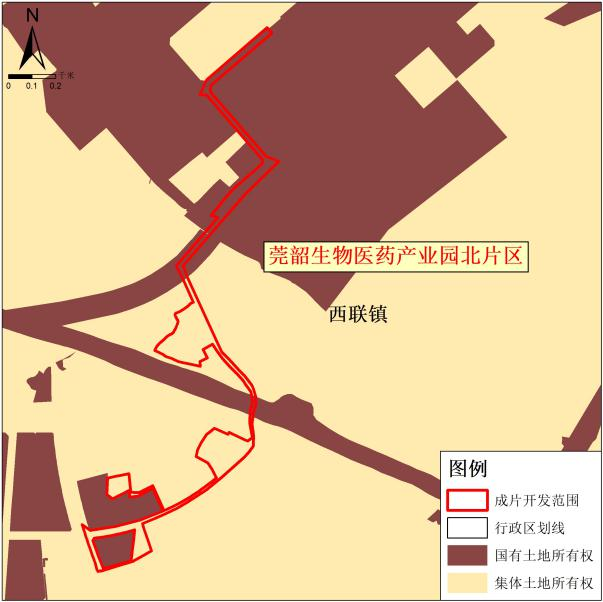 N
千米
0 0.1 0.2
莞韶生物医药产业园北片区
西联镇
图例
成片开发范围
行政区划线
国有土地所有权
集体土地所有权